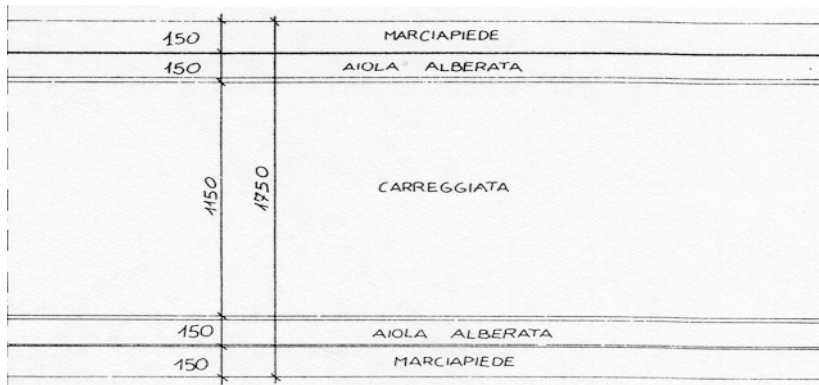 150 MARCIAPIEDE
150 AIOLA ALBERATA
1150 1750 CARREGGIATA
150 AIOLA ALBERATA
150 MARCIAPIEDE